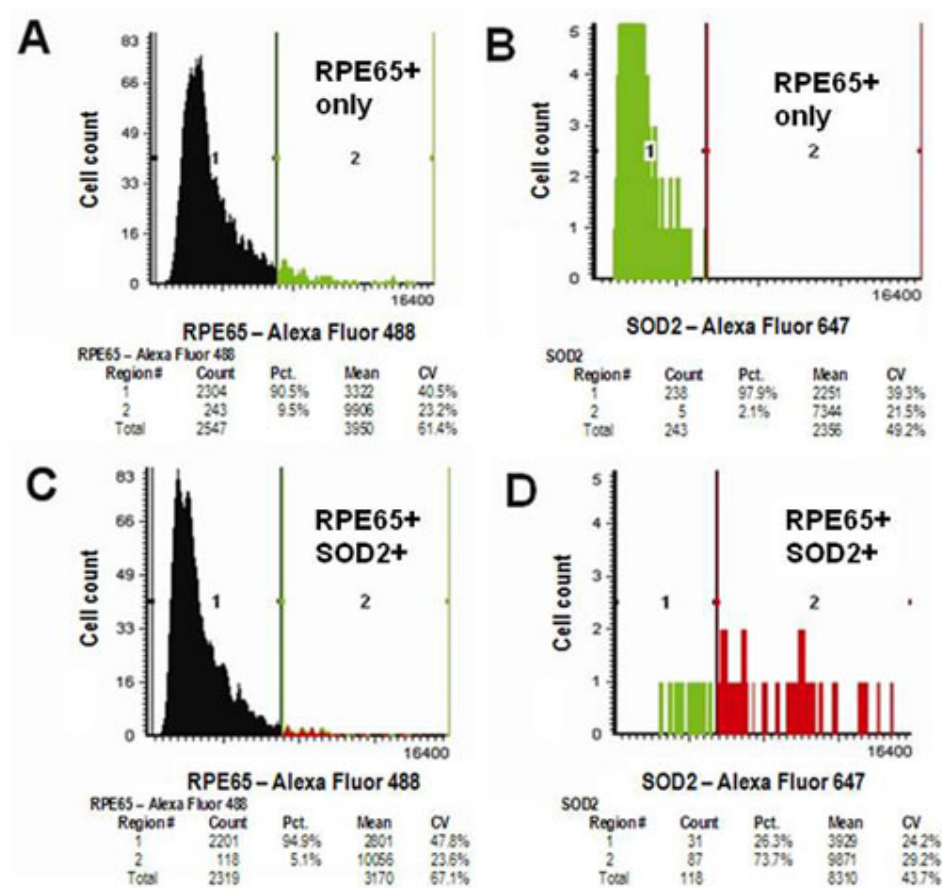 A
RPE65+
only
Cell count
83
66
49
33
16
0
1
2
16400
RPE65 – Alexa Fluor 488
RPE65 – Alexa Fluor 488
Region# Count Pct. Mean CV
1 2304 90.5% 3322 40.5%
2 243 9.5% 9906 23.2%
Total 2547 3950 61.4%
B
RPE65+
only
Cell count
5
4
3
2
1
0
1
2
16400
SOD2 – Alexa Fluor 647
SOD2
Region# Count Pct. Mean CV
1 238 97.9% 2251 39.3%
2 5 2.1% 7344 21.5%
Total 243 2356 49.2%
C
RPE65+
SOD2+
Cell count
83
66
49
33
16
0
1
2
16400
RPE65 – Alexa Fluor 488
RPE65 – Alexa Fluor 488
Region# Count Pct. Mean CV
1 2201 94.9% 2801 47.8%
2 118 5.1% 10056 23.6%
Total 2319 3170 67.1%
D
RPE65+
SOD2+
Cell count
5
4
3
2
1
0
1
2
16400
SOD2 – Alexa Fluor 647
SOD2
Region# Count Pct. Mean CV
1 31 26.3% 3929 24.2%
2 87 73.7% 9871 29.2%
Total 118 8310 43.7%